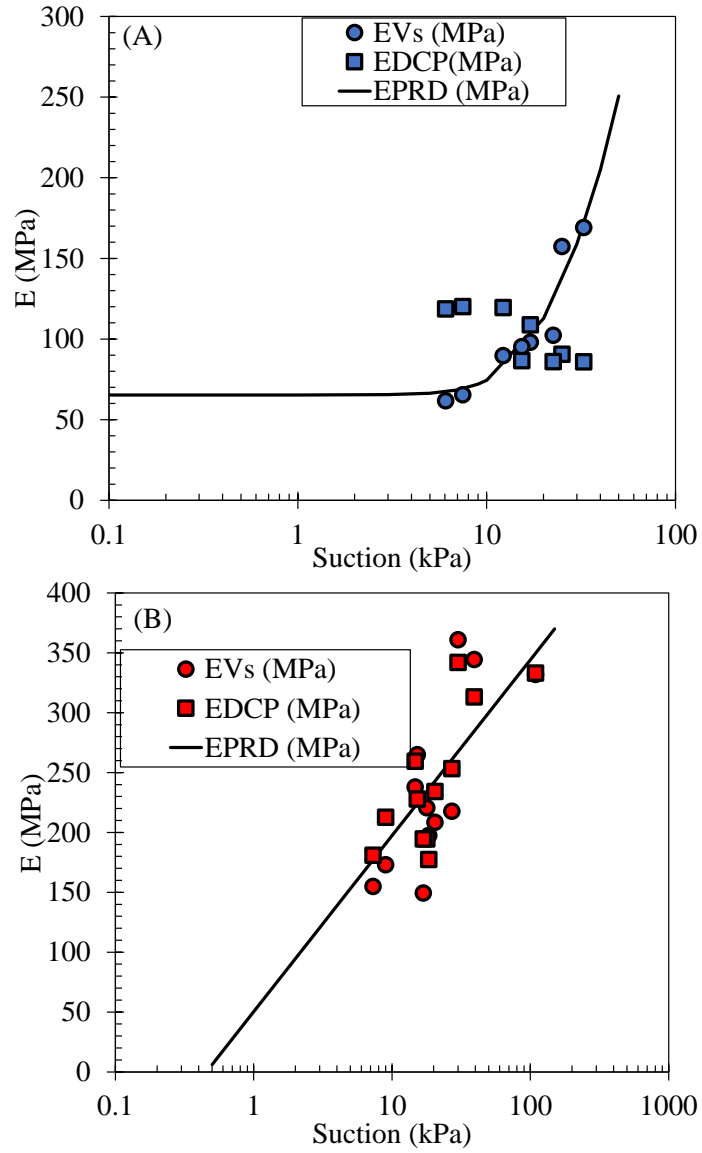 300
(A)
EVs (MPa)
EDCP(MPa)
EPRD (MPa)
250
200
150
100
50
0
E (MPa)
0.1 1 10 100
Suction (kPa)
400
(B)
EVs (MPa)
EDCP (MPa)
EPRD (MPa)
350
300
250
200
150
100
50
0
E (MPa)
0.1 1 10 100 1000
Suction (kPa)